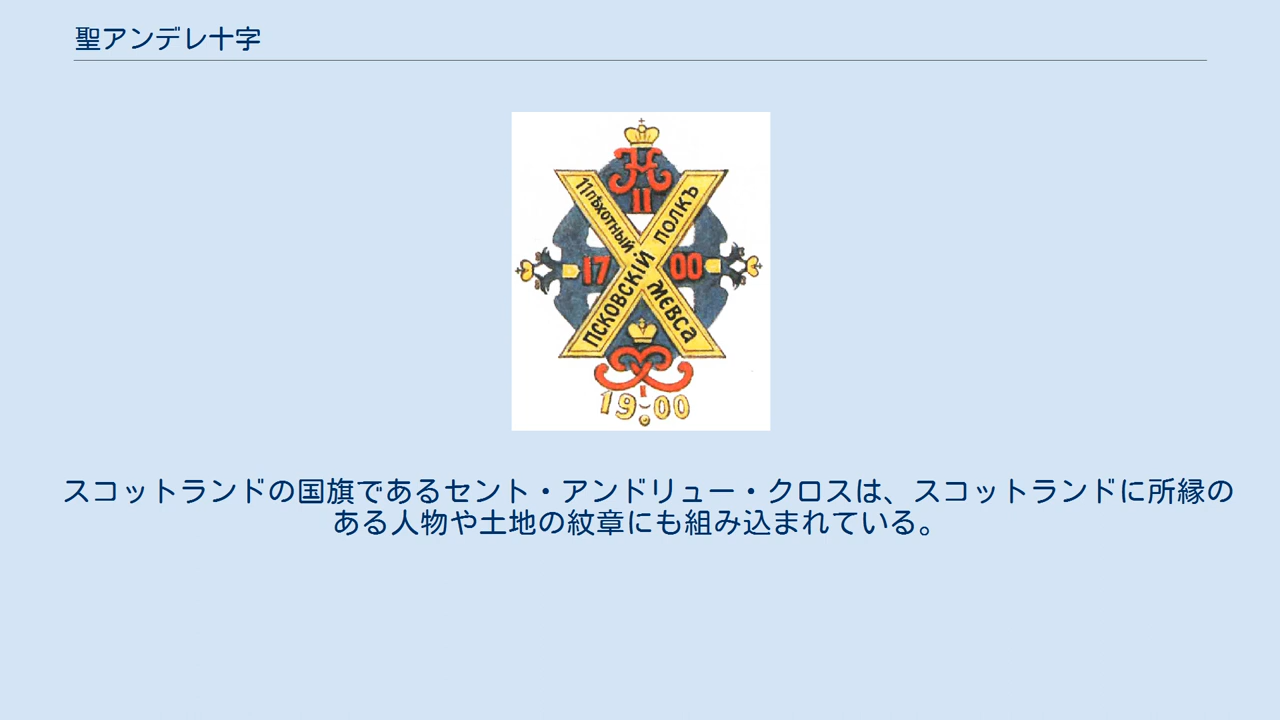 聖アンデレ十字
Н
II
11 ПѢХОТНЫЙ
ПОЛКЪ
17
00
ПСКОВСКІЙ
МЕВСА
I
19 00
スコットランドの国旗であるセント・アンドリュー・クロスは、スコットランドに所縁の
ある人物や土地の紋章にも組み込まれている。